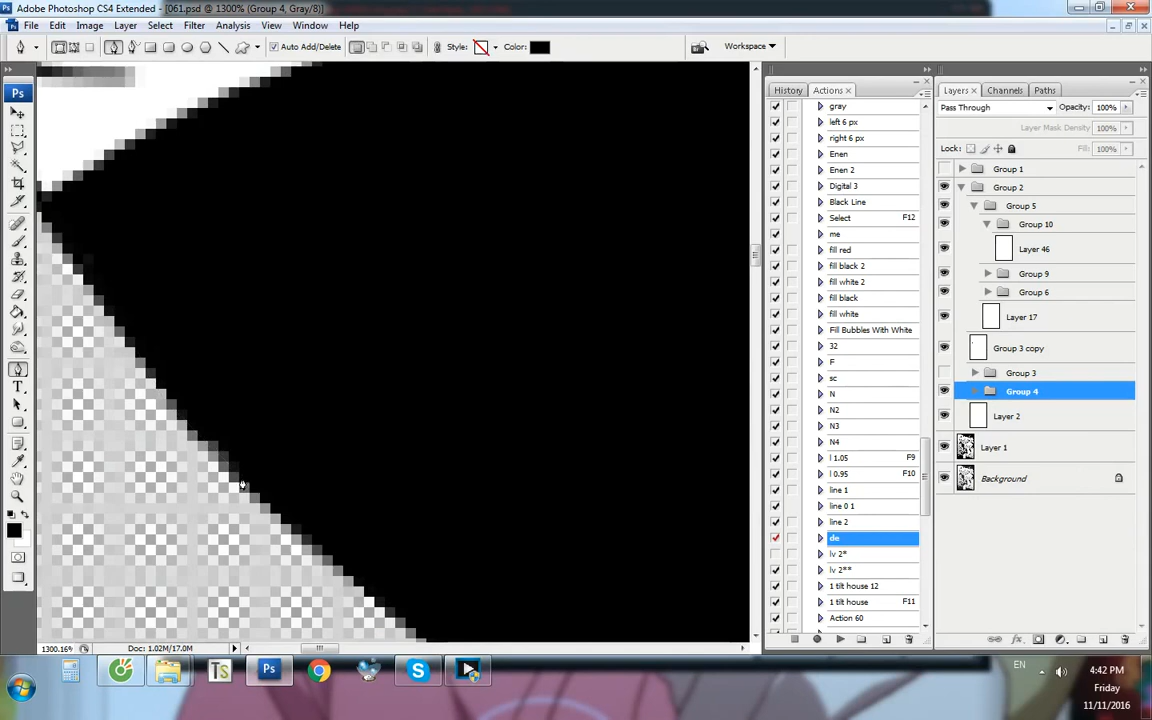 Adobe Photoshop CS4 Extended - [061.psd @ 1300% (Group 4, Gray/8)]
File Edit Image Layer Select Filter Analysis View Window Help
Auto Add/Delete Style: Color: Workspace
History Actions
gray
left 6 px
right 6 px
Enen
Enen 2
Digital 3
Black Line
Select F12
me
fill red
fill black 2
fill white 2
fill black
fill white
Fill Bubbles With White
32
F
sc
N
N2
N3
N4
l 1.05 F9
l 0.95 F10
line 1
line 0 1
line 2
de
lv 2*
lv 2**
1 tilt house 12
1 tilt house F11
Action 60
Layers Channels Paths
Pass Through Opacity: 100%
Layer Mask Density: 100%
Lock: Fill: 100%
Group 1
Group 2
Group 5
Group 10
Layer 46
Group 9
Group 6
Layer 17
Group 3 copy
Group 3
Group 4
Layer 2
Layer 1
Background
1300.16% Doc: 1.02M/17.0M
EN
4:42 PM
Friday
11/11/2016